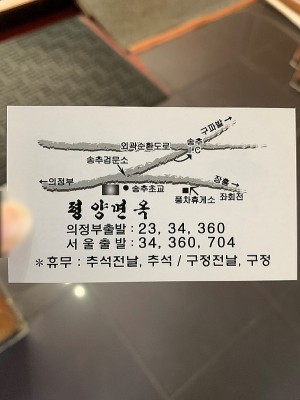 구파발 →
외곽순환도로
송추 I.C
송추검문소
← 의정부
송추초교
장흥 →
좌회전
풍차휴게소
평양면옥
의정부출발 : 23, 34, 360
서울출발 : 34, 360, 704
* 휴무 : 추석전날, 추석 / 구정전날, 구정